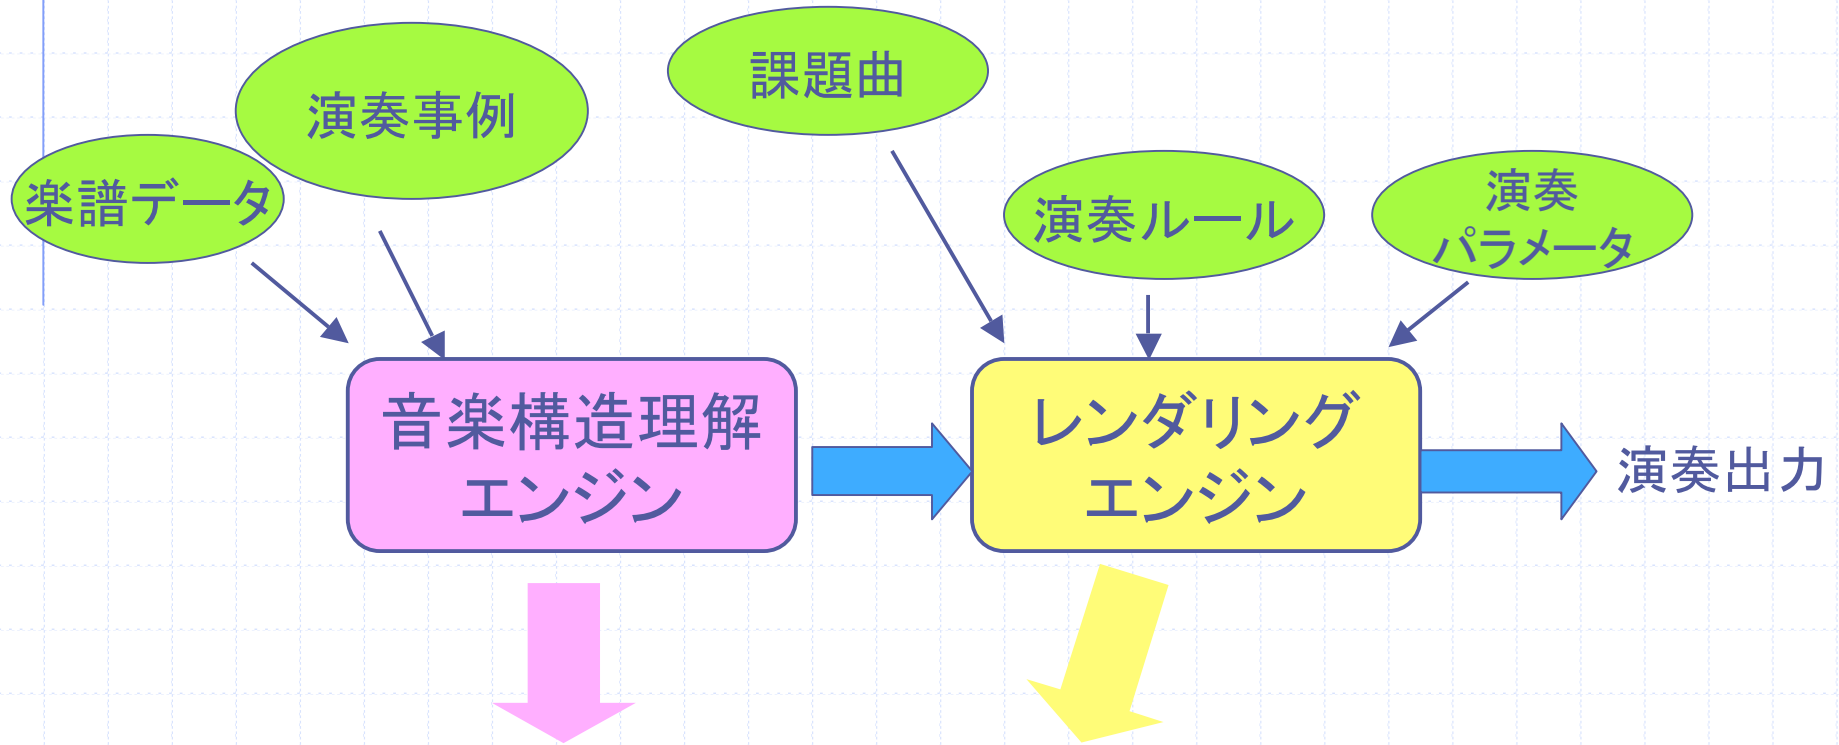 課題曲
演奏事例
楽譜データ
演奏ルール
演奏
パラメータ
音楽構造理解
エンジン
レンダリング
エンジン
演奏出力